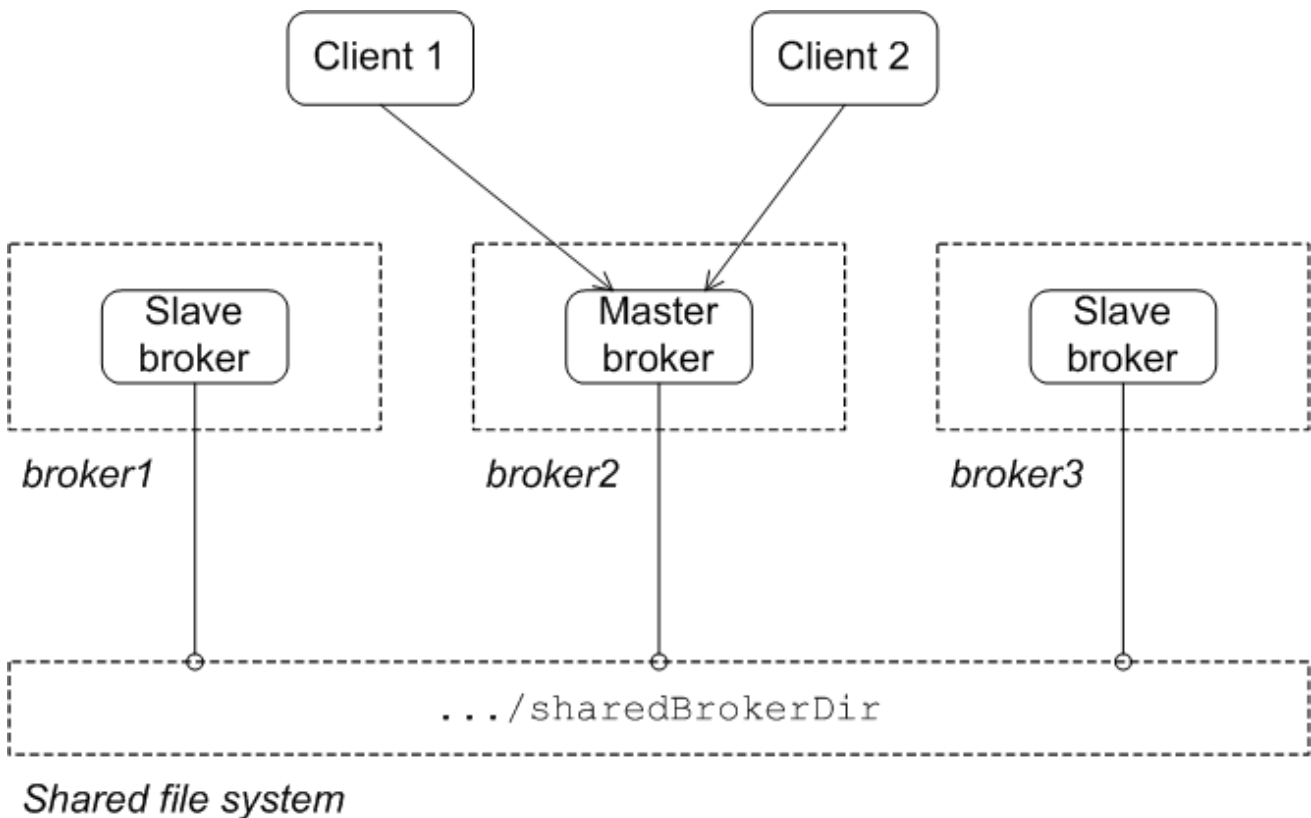 Client 1
Client 2
Slave
broker
Master
broker
Slave
broker
broker1
broker2
broker3
.../sharedBrokerDir
Shared file system